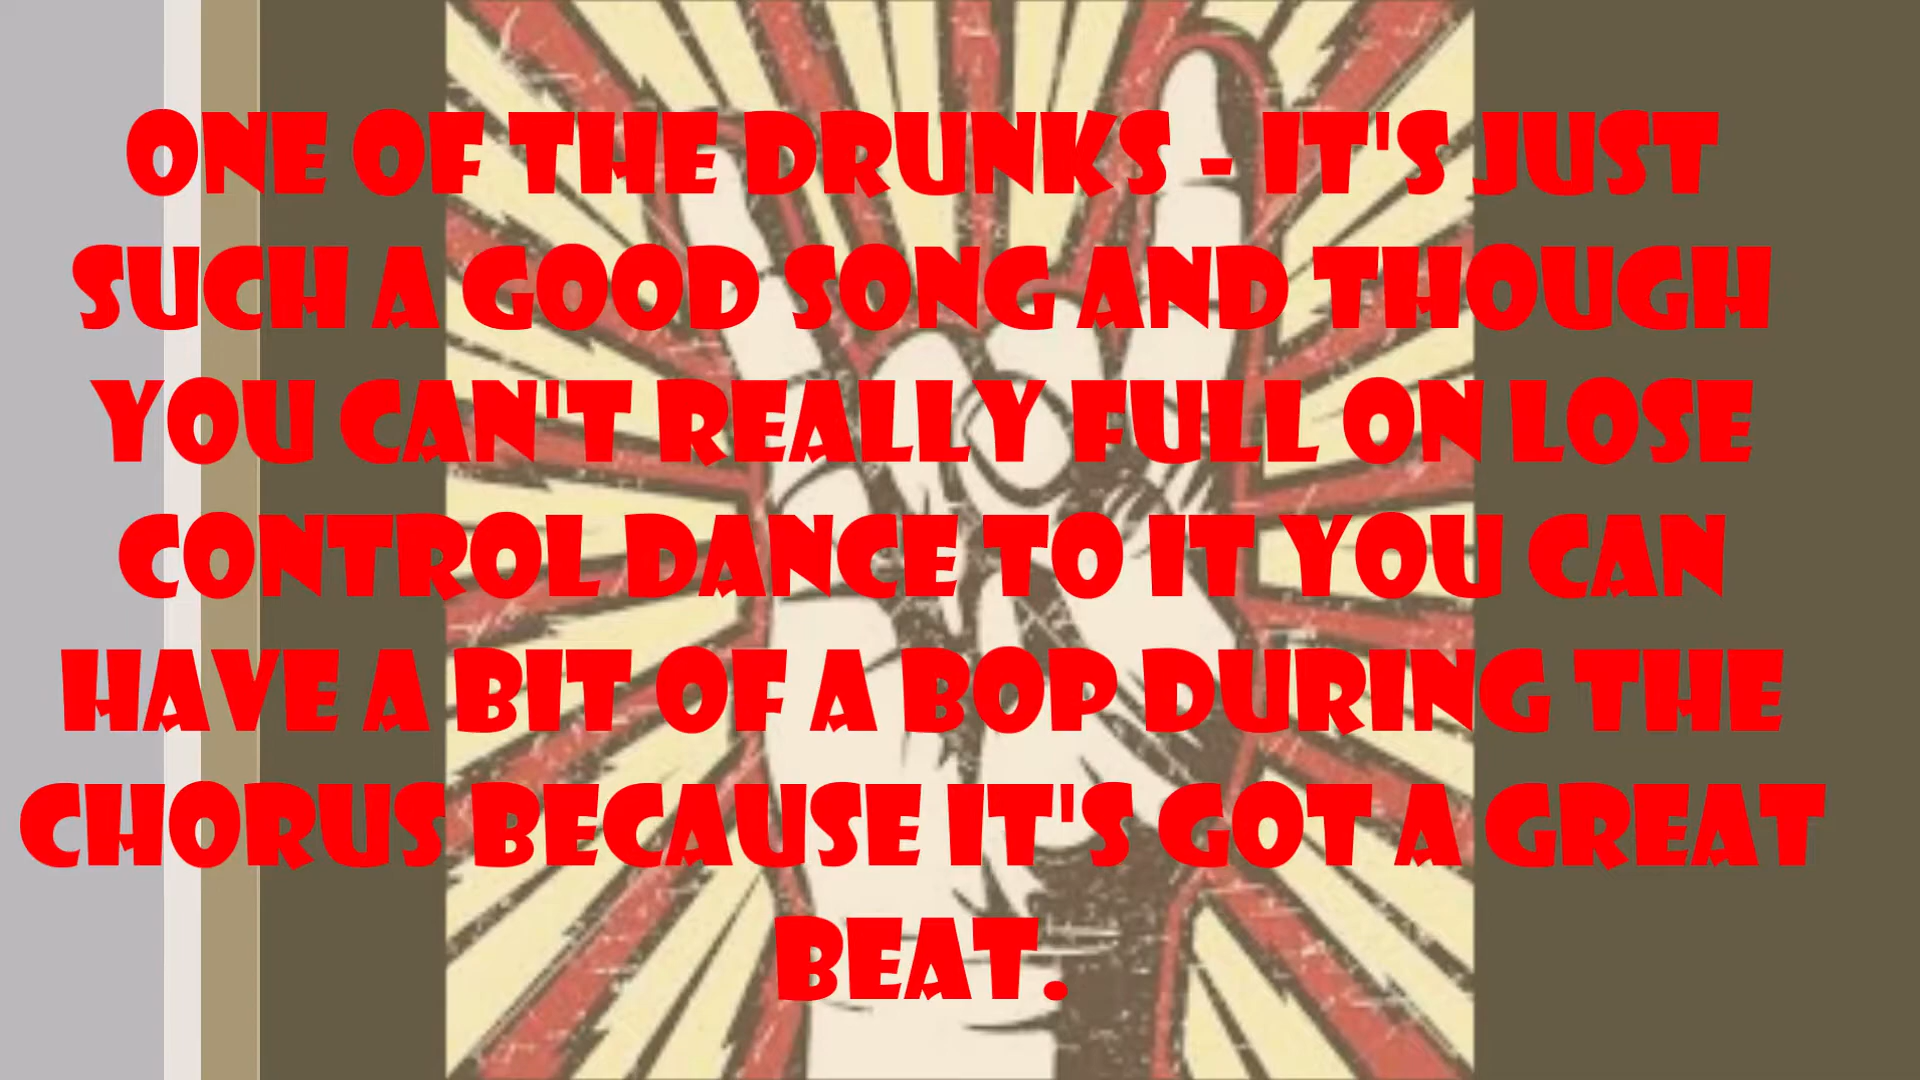 ONE OF THE DRUNKS - IT'S JUST
SUCH A GOOD SONG AND THOUGH
YOU CAN'T REALLY FULL ON LOSE
CONTROL DANCE TO IT YOU CAN
HAVE A BIT OF A BOP DURING THE
CHORUS BECAUSE IT'S GOT A GREAT
BEAT.